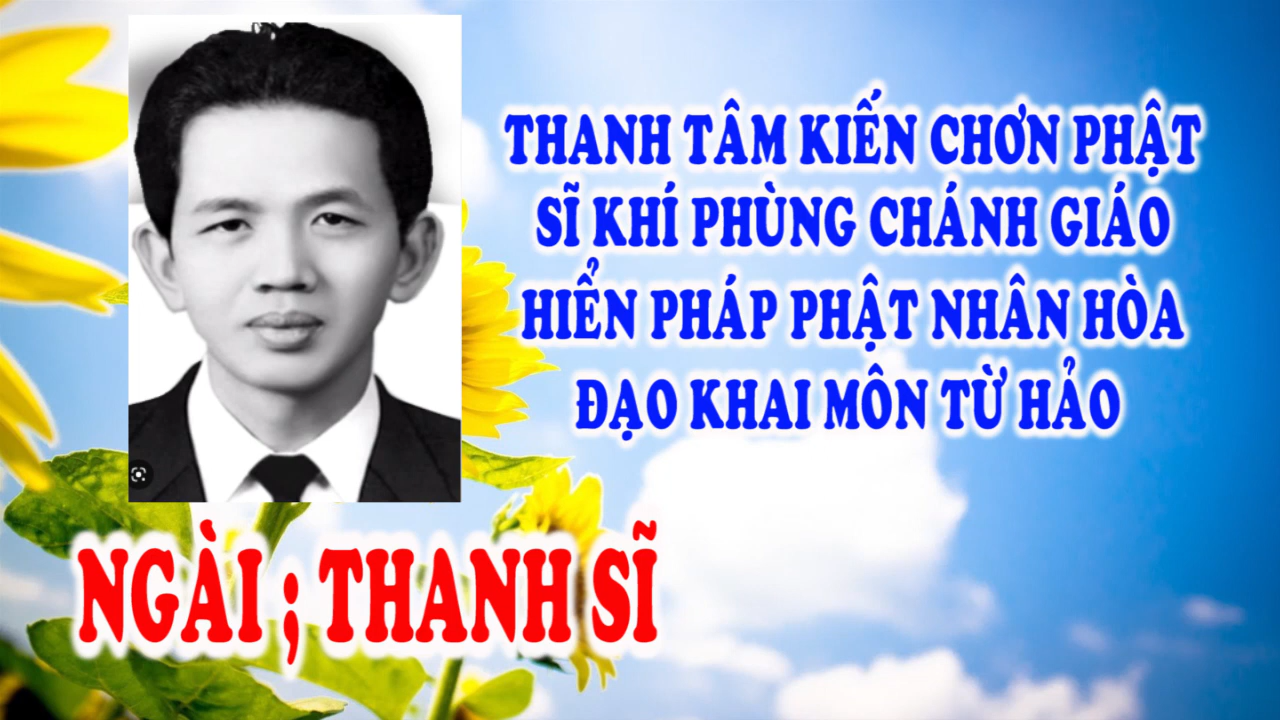 THANH TÂM KIẾN CHƠN PHẬT
SĨ KHÍ PHÙNG CHÁNH GIÁO
HIỂN PHÁP PHẬT NHÂN HÒA
ĐẠO KHAI MÔN TỪ HẢO
NGÀI ; THANH SĨ